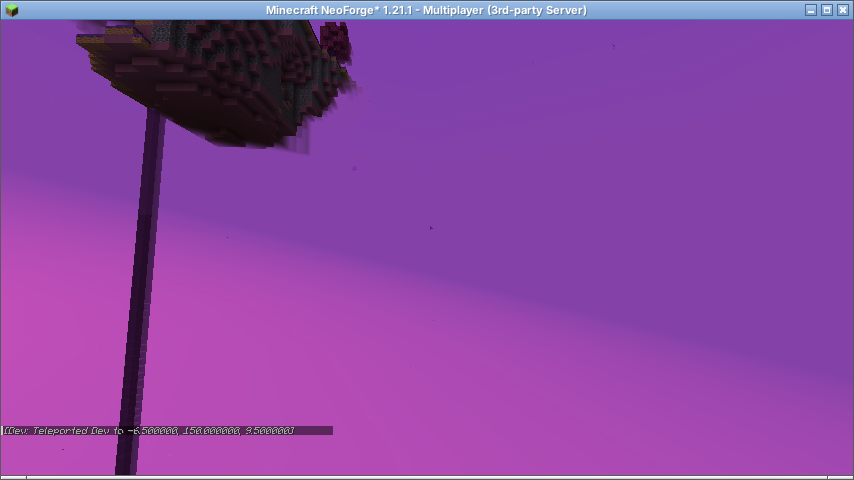 Minecraft NeoForge* 1.21.1 - Multiplayer (3rd-party Server)
[Dev: Teleported Dev to -6.500000, 150.000000, 9.500000]